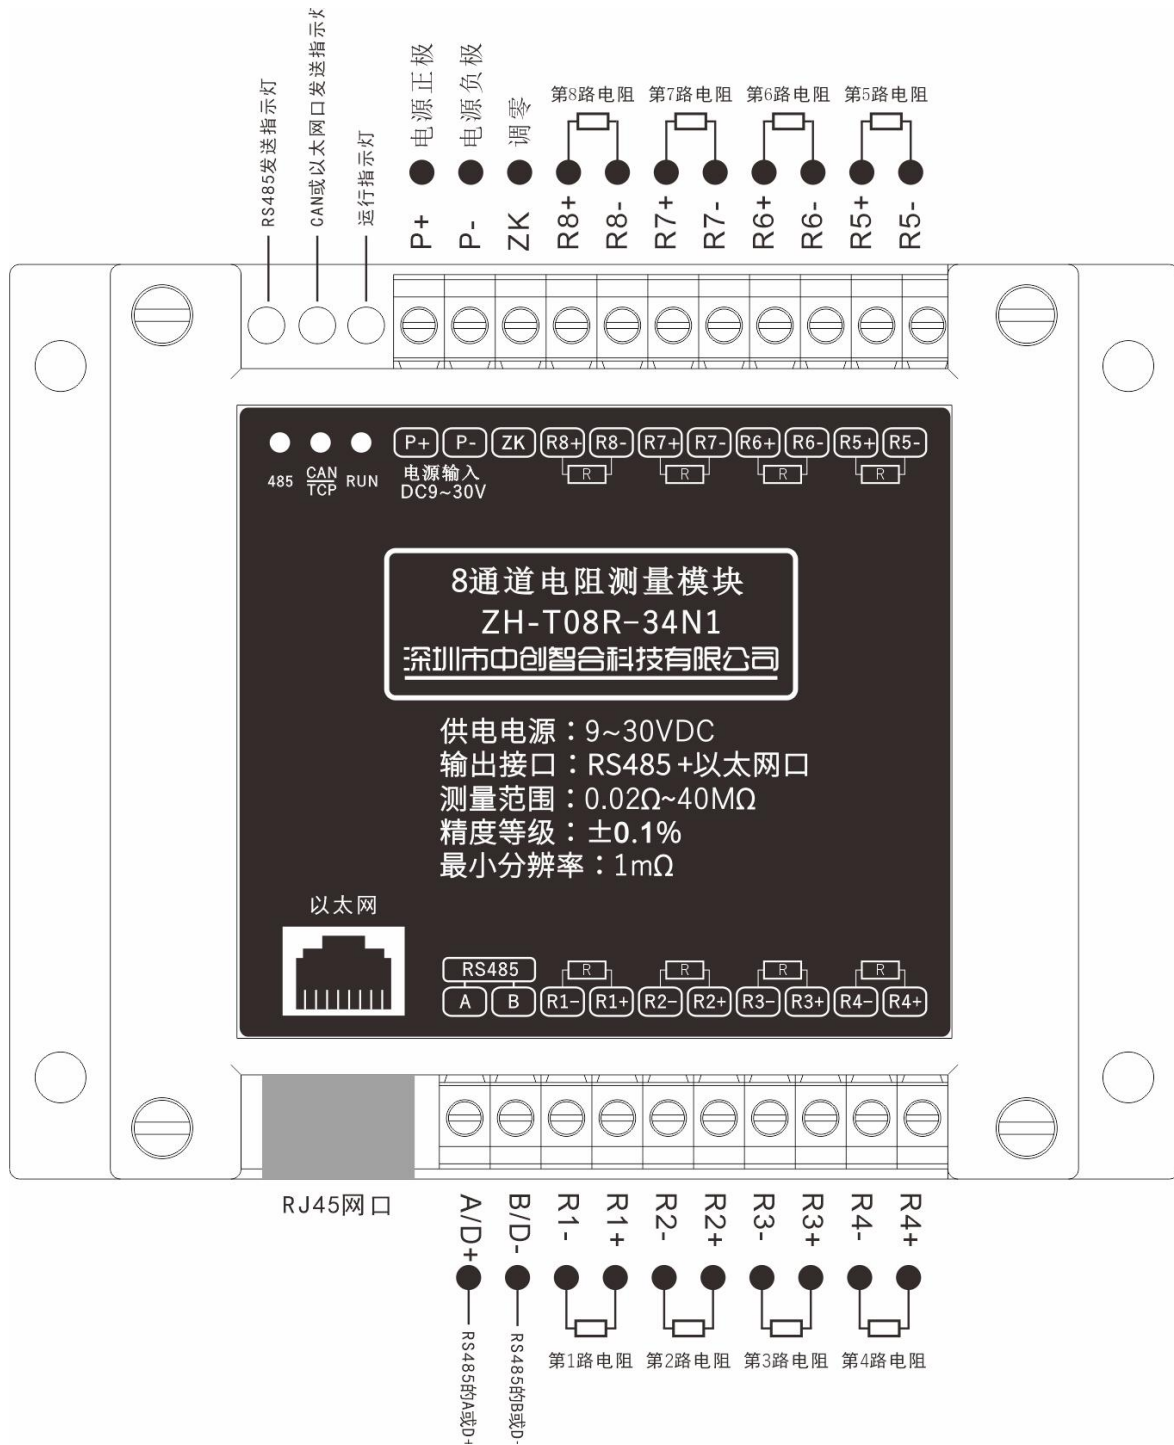 RS485发送指示灯
CAN或以太网口发送指示灯
运行指示灯
电源正极
电源负极
调零
第8路电阻
第7路电阻
第6路电阻
第5路电阻
P+ P- ZK R8+ R8- R7+ R7- R6+ R6- R5+ R5-
P+ P- ZK R8+ R8- R7+ R7- R6+ R6- R5+ R5-
R R R R
485 CAN TCP RUN
电源输入
DC9~30V
8通道电阻测量模块
ZH-T08R-34N1
深圳市中创智合科技有限公司
供电电源：9~30VDC
输出接口：RS485+以太网口
测量范围：0.02Ω~40MΩ
精度等级：±0.1%
最小分辨率：1mΩ
以太网
RS485 R R R R
A B R1- R1+ R2- R2+ R3- R3+ R4- R4+
RJ45网口
A/D+ B/D- R1- R1+ R2- R2+ R3- R3+ R4- R4+
RS485的A或D+
RS485的B或D-
第1路电阻
第2路电阻
第3路电阻
第4路电阻